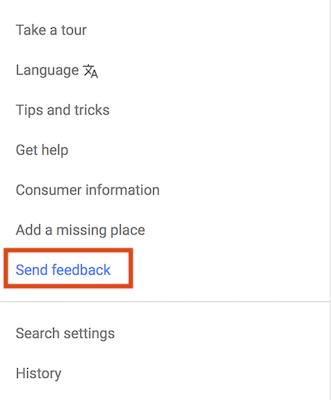 Take a tour
Language
Tips and tricks
Get help
Consumer information
Add a missing place
Send feedback
Search settings
History